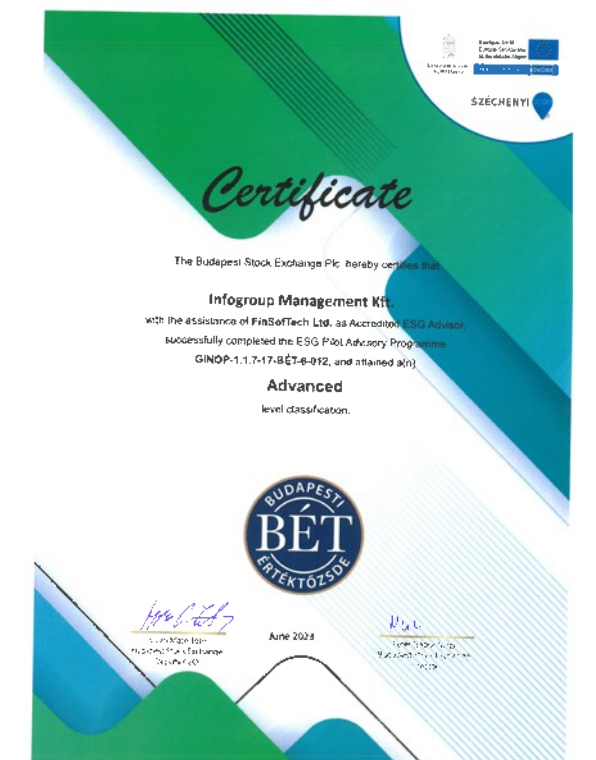 SZÉCHENYI
Certificate
The Budapest Stock Exchange Plc. hereby certifies that
Infogroup Management Kft.
with the assistance of FinSofTech Ltd. as Accredited ESG Advisor,
successfully completed the ESG Pilot Advisory Programme
GINOP-1.1.7-17-BÉT-6-012, and attained a(n)
Advanced
level classification.
BUDAPESTI
BÉT
ÉRTÉKTŐZSDE
June 2023